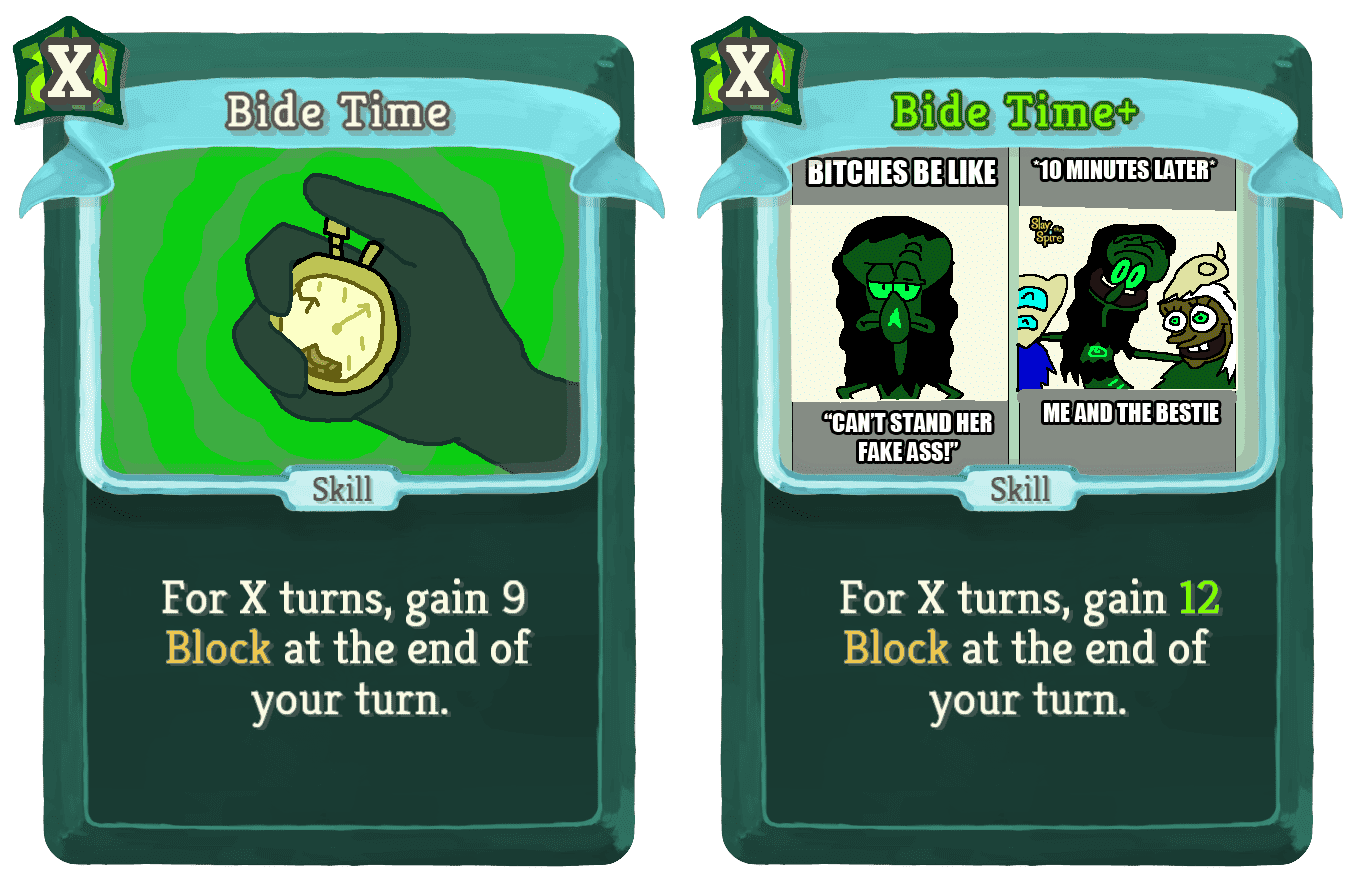 X
Bide Time
Skill
For X turns, gain 9
Block at the end of
your turn.
X
Bide Time+
BITCHES BE LIKE
*10 MINUTES LATER*
Slay the
Spire
"CAN'T STAND HER
FAKE ASS!"
ME AND THE BESTIE
Skill
For X turns, gain 12
Block at the end of
your turn.